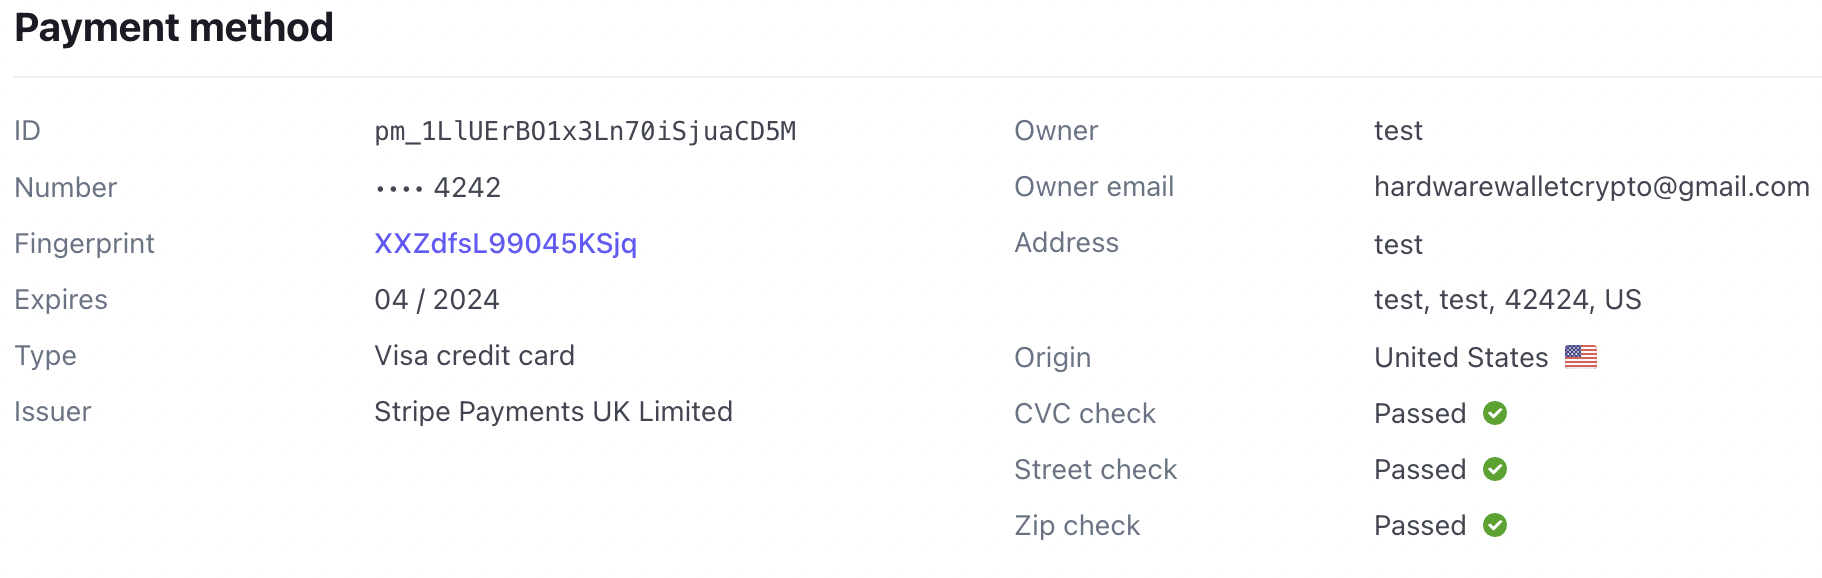 Payment method
ID pm_1LlUErBO1x3Ln70iSjuaCD5M
Number •••• 4242
Fingerprint XXZdfsL99045KSjq
Expires 04 / 2024
Type Visa credit card
Issuer Stripe Payments UK Limited
Owner test
Owner email hardwarewalletcrypto@gmail.com
Address test
test, test, 42424, US
Origin United States
CVC check Passed
Street check Passed
Zip check Passed